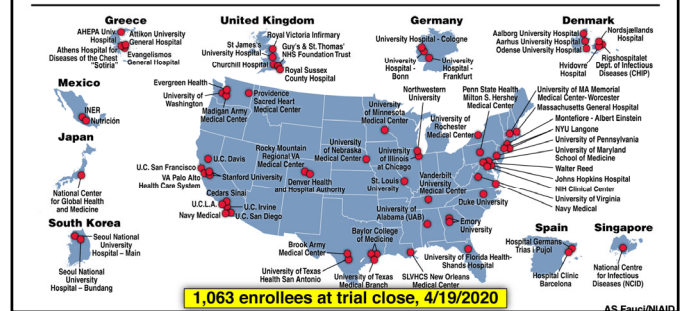 Greece
AHEPA Univ.
Hospital
Attikon University
General Hospital
Athens Hospital for
Diseases of the Chest
"Sotiria"
Evangelismos
General Hospital
United Kingdom
Royal Victoria Infirmary
St James's
University Hospital
Guy's & St. Thomas'
NHS Foundation Trust
Churchill Hospital
Royal Sussex
County Hospital
Germany
University Hospital - Cologne
University
Hospital -
Bonn
University
Hospital -
Frankfurt
Denmark
Aalborg University Hospital
Aarhus University Hospital
Odense University Hospital
Nordsjællands
Hospital
Hvidovre
Hospital
Rigshospitalet
Dept. of Infectious
Diseases (CHIP)
Mexico
INER
Nutrición
Japan
National Center
for Global Health
and Medicine
South Korea
Seoul National
University
Hospital – Main
Seoul National
University
Hospital – Bundang
Evergreen Health
University of
Washington
Madigan Army
Medical Center
Providence
Sacred Heart
Medical Center
U.C. Davis
U.C. San Francisco
VA Palo Alto
Health Care System
Stanford University
Cedars Sinai
U.C.L.A.
U.C. Irvine
Navy Medical
U.C. San Diego
Rocky Mountain
Regional VA
Medical Center
Denver Health
and Hospital Authority
University
of Minnesota
Medical Center
University
of Nebraska
Medical Center
University of
Illinois
at Chicago
Northwestern
University
St. Louis
University
University
of Rochester
Medical Center
Penn State Health
Milton S. Hershey
Medical Center
University of MA Memorial
Medical Center- Worcester
Massachusetts General Hospital
Montefiore - Albert Einstein
NYU Langone
University of Pennsylvania
University of Maryland
School of Medicine
Walter Reed
Johns Hopkins Hospital
NIH Clinical Center
University of Virginia
Navy Medical
Vanderbilt
University Medical
Center
Duke University
University of
Alabama (UAB)
Emory
University
Brook Army
Medical Center
Baylor College
of Medicine
University of Texas
Health San Antonio
University of Texas
Medical Branch
SLVHCS New Orleans
Medical Center
University of Florida Health-
Shands Hospital
Spain
Hospital Germans
Trias i Pujol
Hospital Clinic
Barcelona
Singapore
National Centre
for Infectious
Diseases (NCID)
1,063 enrollees at trial close, 4/19/2020
AS Fauci/NIAID